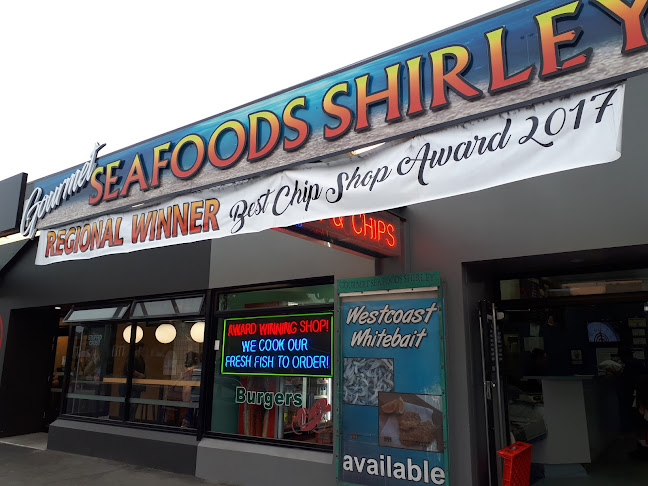 Gourmet SEAFOODS SHIRLEY
REGIONAL WINNER Best Chip Shop Award 2017
& CHIPS
AWARD WINNING SHOP!
WE COOK OUR
FRESH FISH TO ORDER!
Burgers
Westcoast
Whitebait
available